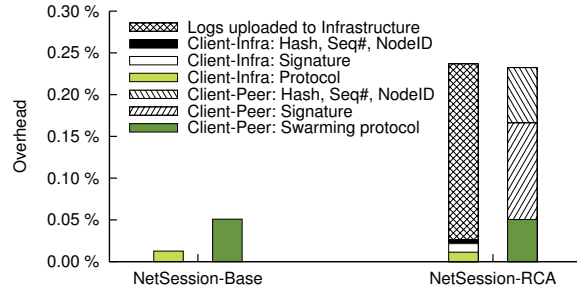 0.30 %
0.25 %
0.20 %
0.15 %
0.10 %
0.05 %
0.00 %
Overhead
Logs uploaded to Infrastructure
Client-Infra: Hash, Seq#, NodeID
Client-Infra: Signature
Client-Infra: Protocol
Client-Peer: Hash, Seq#, NodeID
Client-Peer: Signature
Client-Peer: Swarming protocol
NetSession-Base
NetSession-RCA